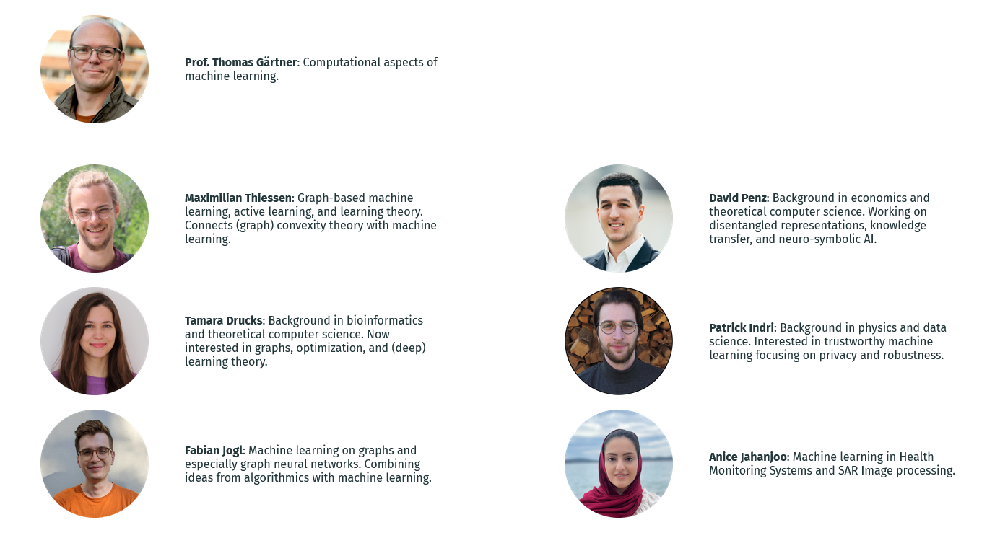 Prof. Thomas Gärtner: Computational aspects of
machine learning.
Maximilian Thiessen: Graph-based machine
learning, active learning, and learning theory.
Connects (graph) convexity theory with machine
learning.
David Penz: Background in economics and
theoretical computer science. Working on
disentangled representations, knowledge
transfer, and neuro-symbolic AI.
Tamara Drucks: Background in bioinformatics
and theoretical computer science. Now
interested in graphs, optimization, and (deep)
learning theory.
Patrick Indri: Background in physics and data
science. Interested in trustworthy machine
learning focusing on privacy and robustness.
Fabian Jogl: Machine learning on graphs and
especially graph neural networks. Combining
ideas from algorithmics with machine learning.
Anice Jahanjoo: Machine learning in Health
Monitoring Systems and SAR Image processing.